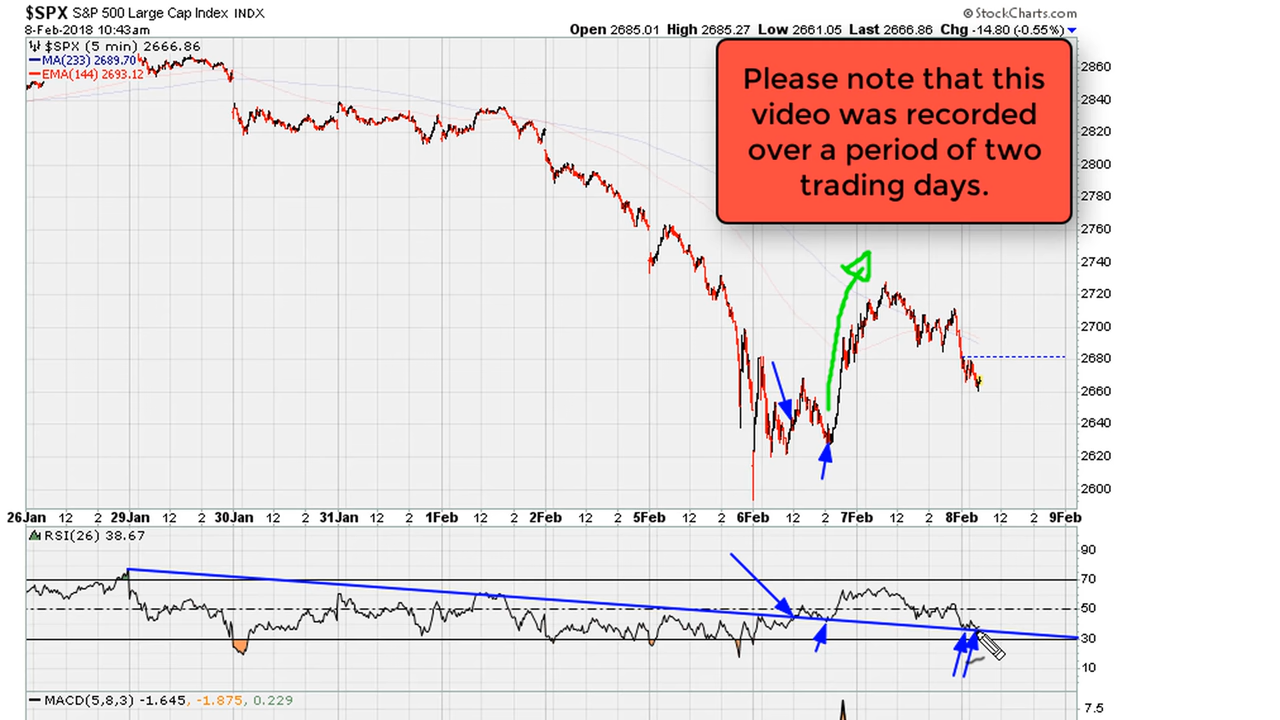 $SPX S&P 500 Large Cap Index INDX
© StockCharts.com
8-Feb-2018 10:43am
Open 2685.01 High 2685.27 Low 2661.05 Last 2666.86 Chg -14.80 (-0.55%)
$SPX (5 min) 2666.86
MA(233) 2689.70
EMA(144) 2693.12
Please note that this
video was recorded
over a period of two
trading days.
2860
2840
2820
2800
2780
2760
2740
2720
2700
2680
2660
2640
2620
2600
26Jan 12 2 29Jan 12 2 30Jan 12 2 31Jan 12 2 1Feb 12 2 2Feb 12 2 5Feb 12 2 6Feb 12 2 7Feb 12 2 8Feb 12 2 9Feb
RSI(26) 38.67
90
70
50
30
10
MACD(5,8,3) -1.645, -1.875, 0.229
7.5